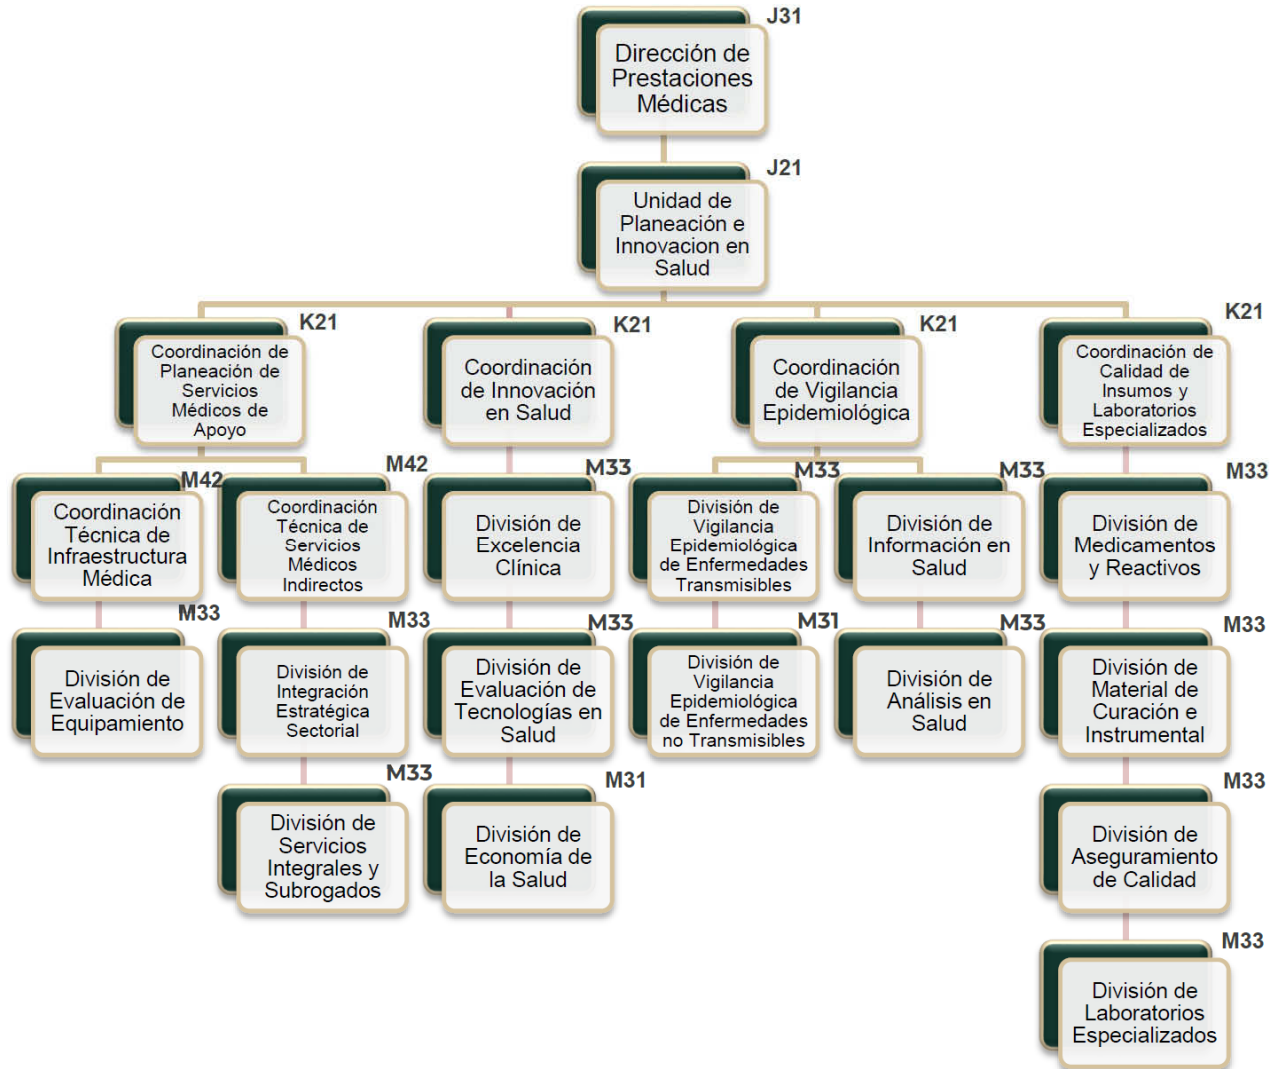 J31
Dirección de
Prestaciones
Médicas
J21
Unidad de
Planeación e
Innovacion en
Salud
K21
Coordinación de
Planeación de
Servicios
Médicos de
Apoyo
K21
Coordinación
de Innovación
en Salud
K21
Coordinación
de Vigilancia
Epidemiológica
K21
Coordinación de
Calidad de
Insumos y
Laboratorios
Especializados
M42
Coordinación
Técnica de
Infraestructura
Médica
M42
Coordinación
Técnica de
Servicios
Médicos
Indirectos
M33
División de
Excelencia
Clínica
M33
División de
Vigilancia
Epidemiológica
de Enfermedades
Transmisibles
M33
División de
Información en
Salud
M33
División de
Medicamentos
y Reactivos
M33
División de
Evaluación de
Equipamiento
M33
División de
Integración
Estratégica
Sectorial
M33
División de
Evaluación de
Tecnologías en
Salud
M31
División de
Vigilancia
Epidemiológica
de Enfermedades
no Transmisibles
M33
División de
Análisis en
Salud
M33
División de
Material de
Curación e
Instrumental
M33
División de
Servicios
Integrales y
Subrogados
M31
División de
Economía de
la Salud
M33
División de
Aseguramiento
de Calidad
M33
División de
Laboratorios
Especializados